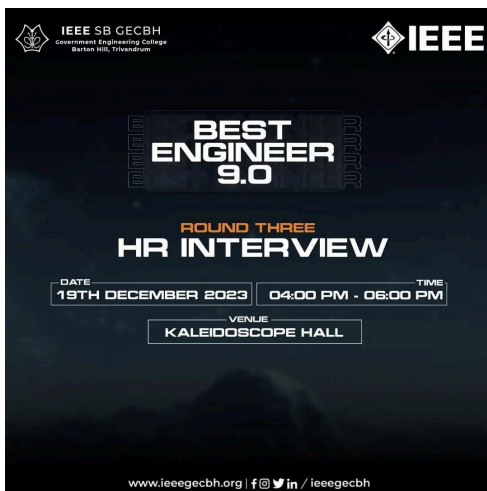 IEEE SB GECBH
Government Engineering College
Barton Hill, Trivandrum
IEEE
BEST
ENGINEER
9.0
ROUND THREE
HR INTERVIEW
DATE
19TH DECEMBER 2023
TIME
04:00 PM - 06:00 PM
VENUE
KALEIDOSCOPE HALL
www.ieeegecbh.org | / ieeegecbh